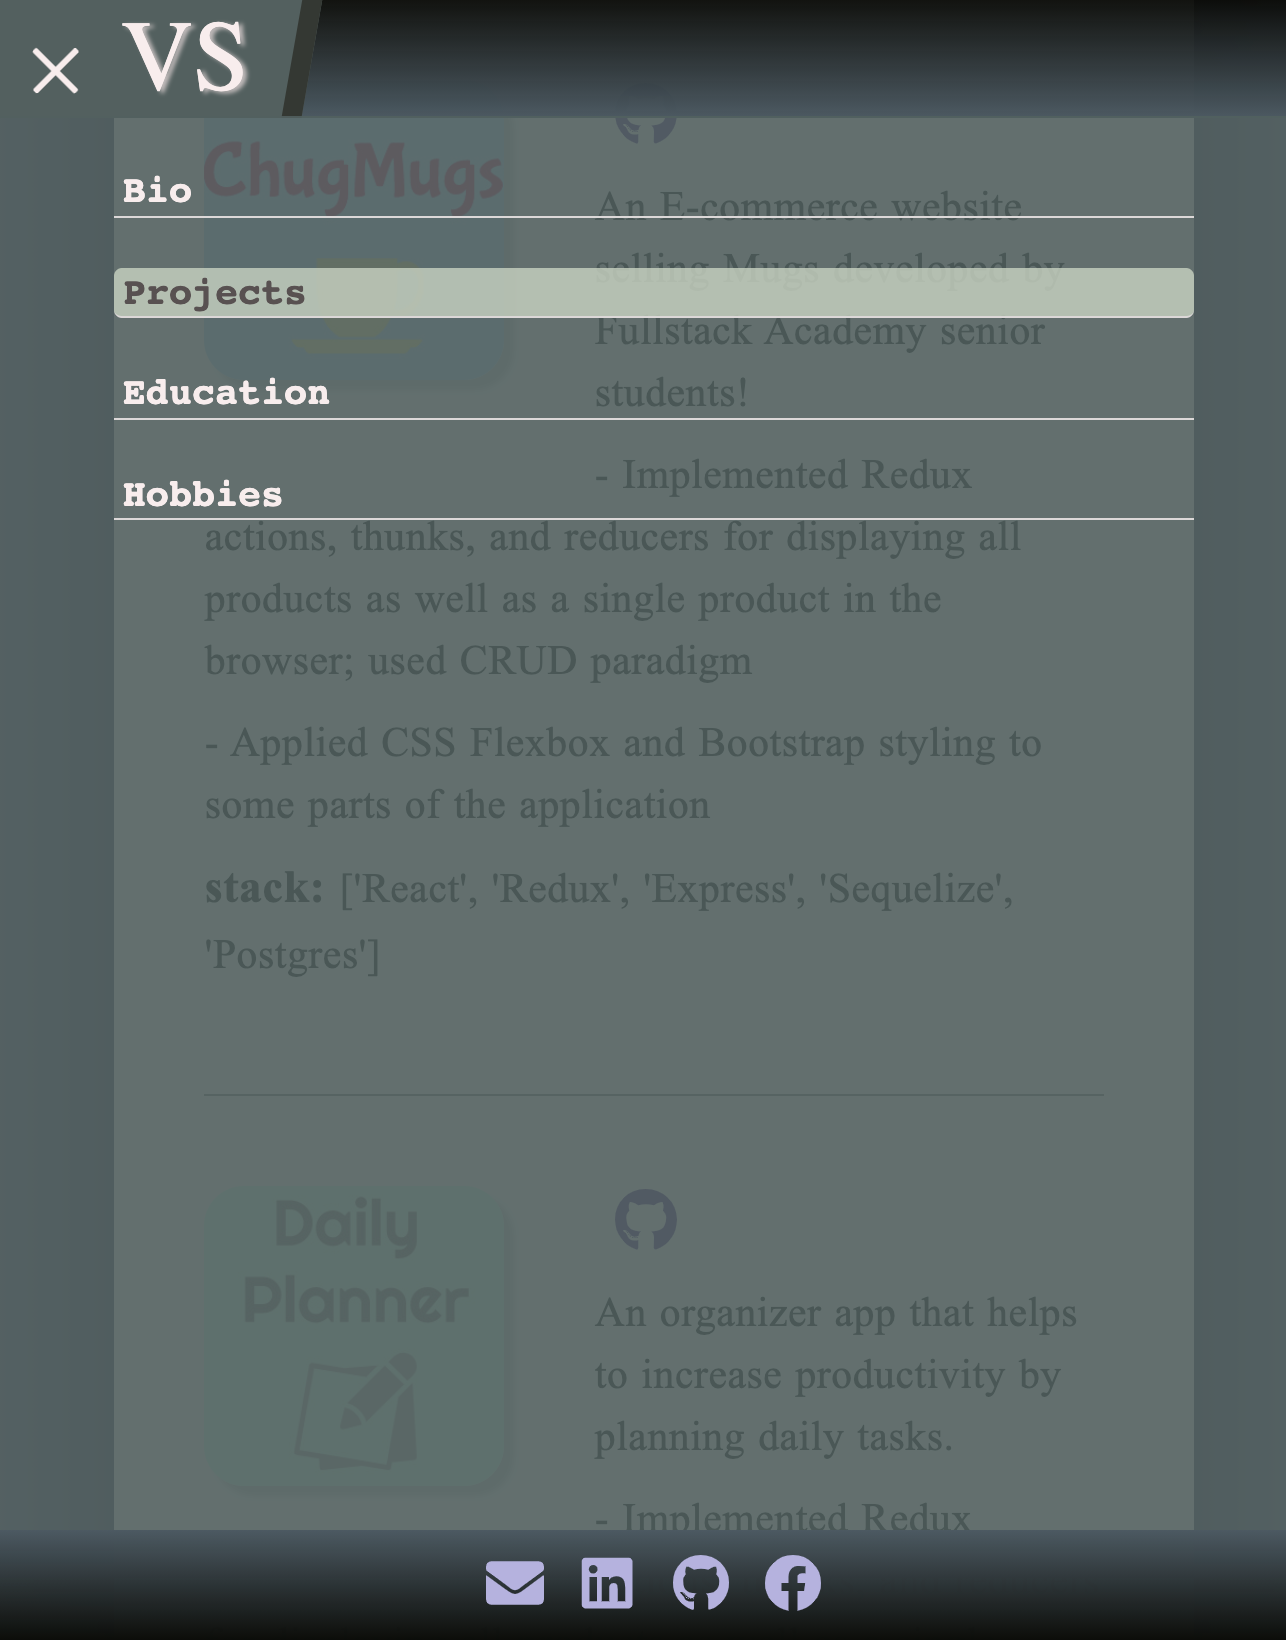 VS
ChugMugs
Bio
An E-commerce website
selling Mugs developed by
Projects
Fullstack Academy senior
students!
Education
- Implemented Redux
Hobbies
actions, thunks, and reducers for displaying all
products as well as a single product in the
browser; used CRUD paradigm
- Applied CSS Flexbox and Bootstrap styling to
some parts of the application
stack: ['React', 'Redux', 'Express', 'Sequelize',
'Postgres']
Daily
Planner
An organizer app that helps
to increase productivity by
planning daily tasks.
- Implemented Redux
in